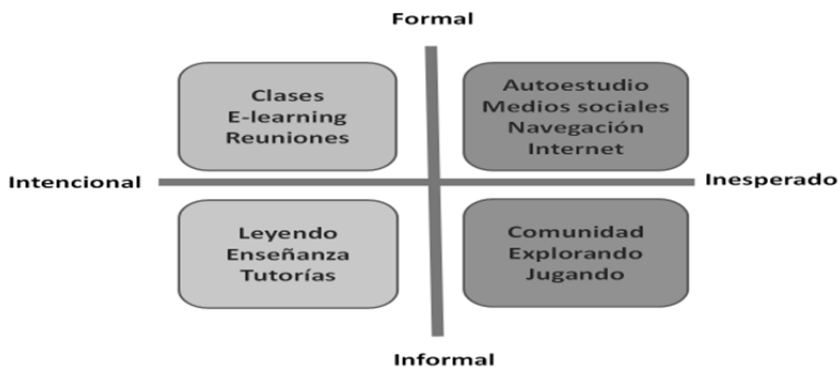 Formal
Clases
E-learning
Reuniones
Autoestudio
Medios sociales
Navegación
Internet
Intencional
Inesperado
Leyendo
Enseñanza
Tutorías
Comunidad
Explorando
Jugando
Informal